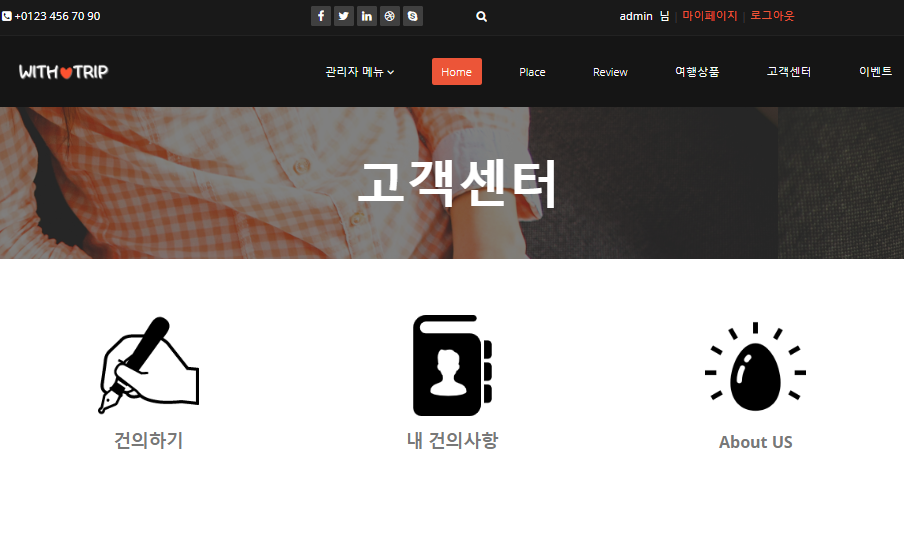 +0123 456 70 90
admin 님 | 마이페이지 | 로그아웃
WITH TRIP
관리자 메뉴
Home
Place
Review
여행상품
고객센터
이벤트
고객센터
건의하기
내 건의사항
About US